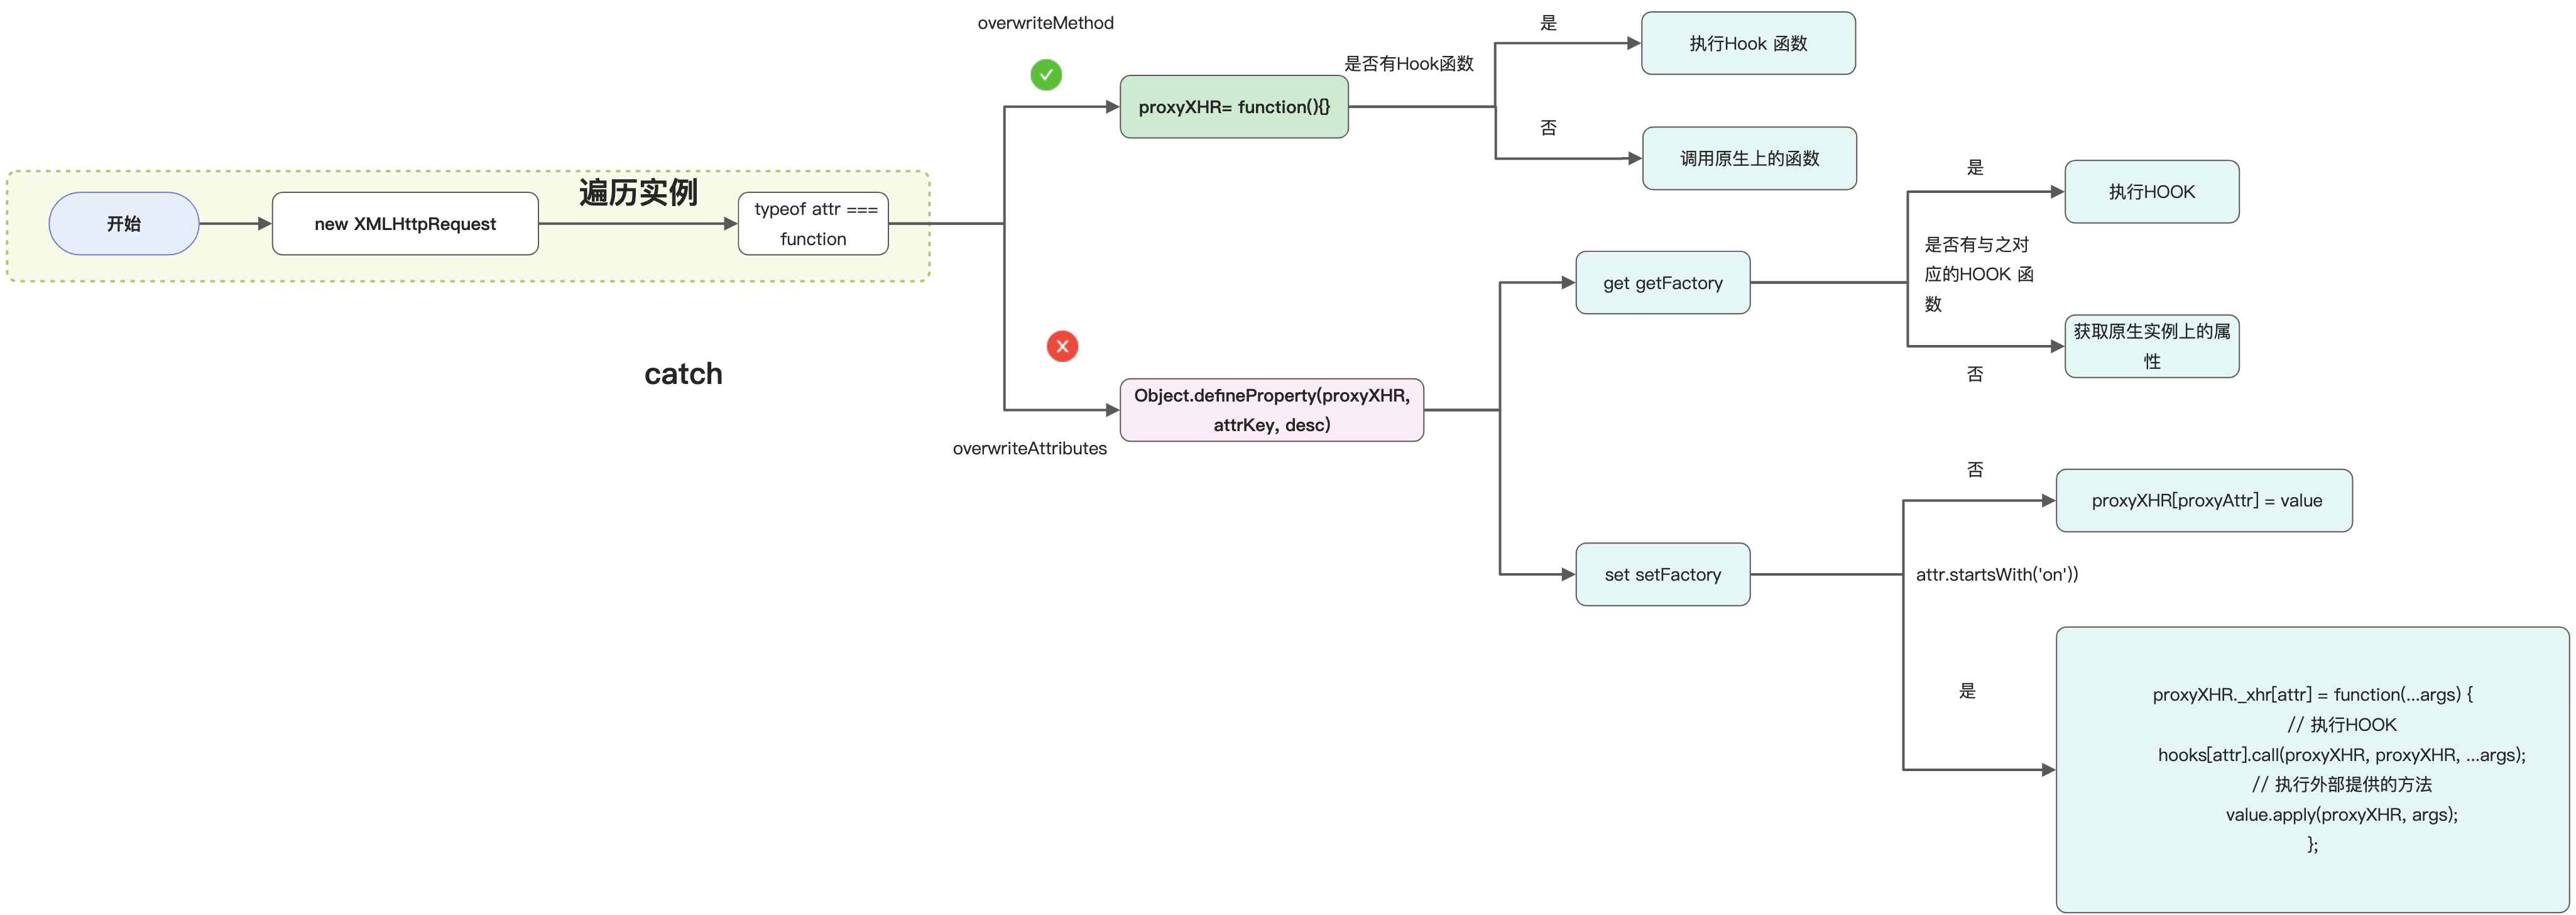 overwriteMethod
是
执行Hook 函数
是否有Hook函数
proxyXHR= function(){}
否
调用原生上的函数
遍历实例
开始
new XMLHttpRequest
typeof attr ===
function
是
执行HOOK
是否有与之对
应的HOOK 函
数
get getFactory
获取原生实例上的属
性
否
catch
Object.defineProperty(proxyXHR,
attrKey, desc)
overwriteAttributes
否
proxyXHR[proxyAttr] = value
set setFactory
attr.startsWith('on'))
是
proxyXHR._xhr[attr] = function(...args) {
// 执行HOOK
hooks[attr].call(proxyXHR, proxyXHR, ...args);
// 执行外部提供的方法
value.apply(proxyXHR, args);
};